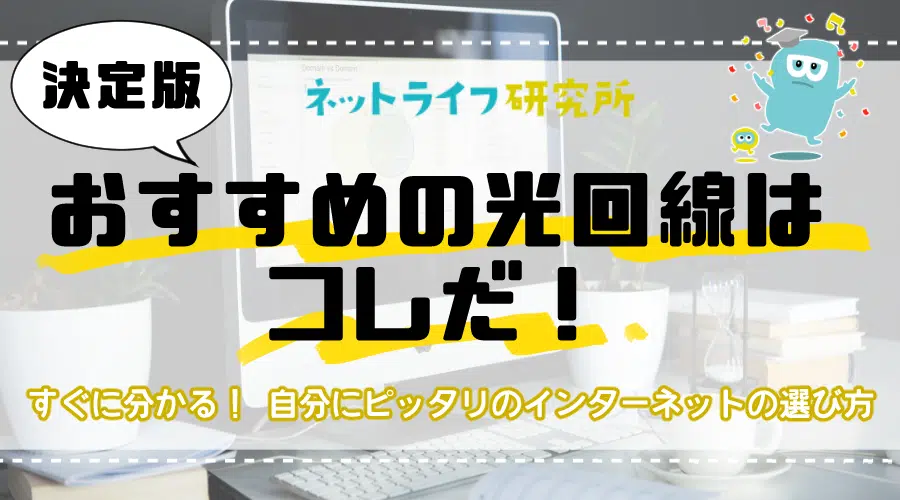 決定版
ネットライフ研究所
おすすめの光回線は
コレだ！
すぐに分かる！ 自分にピッタリのインターネットの選び方